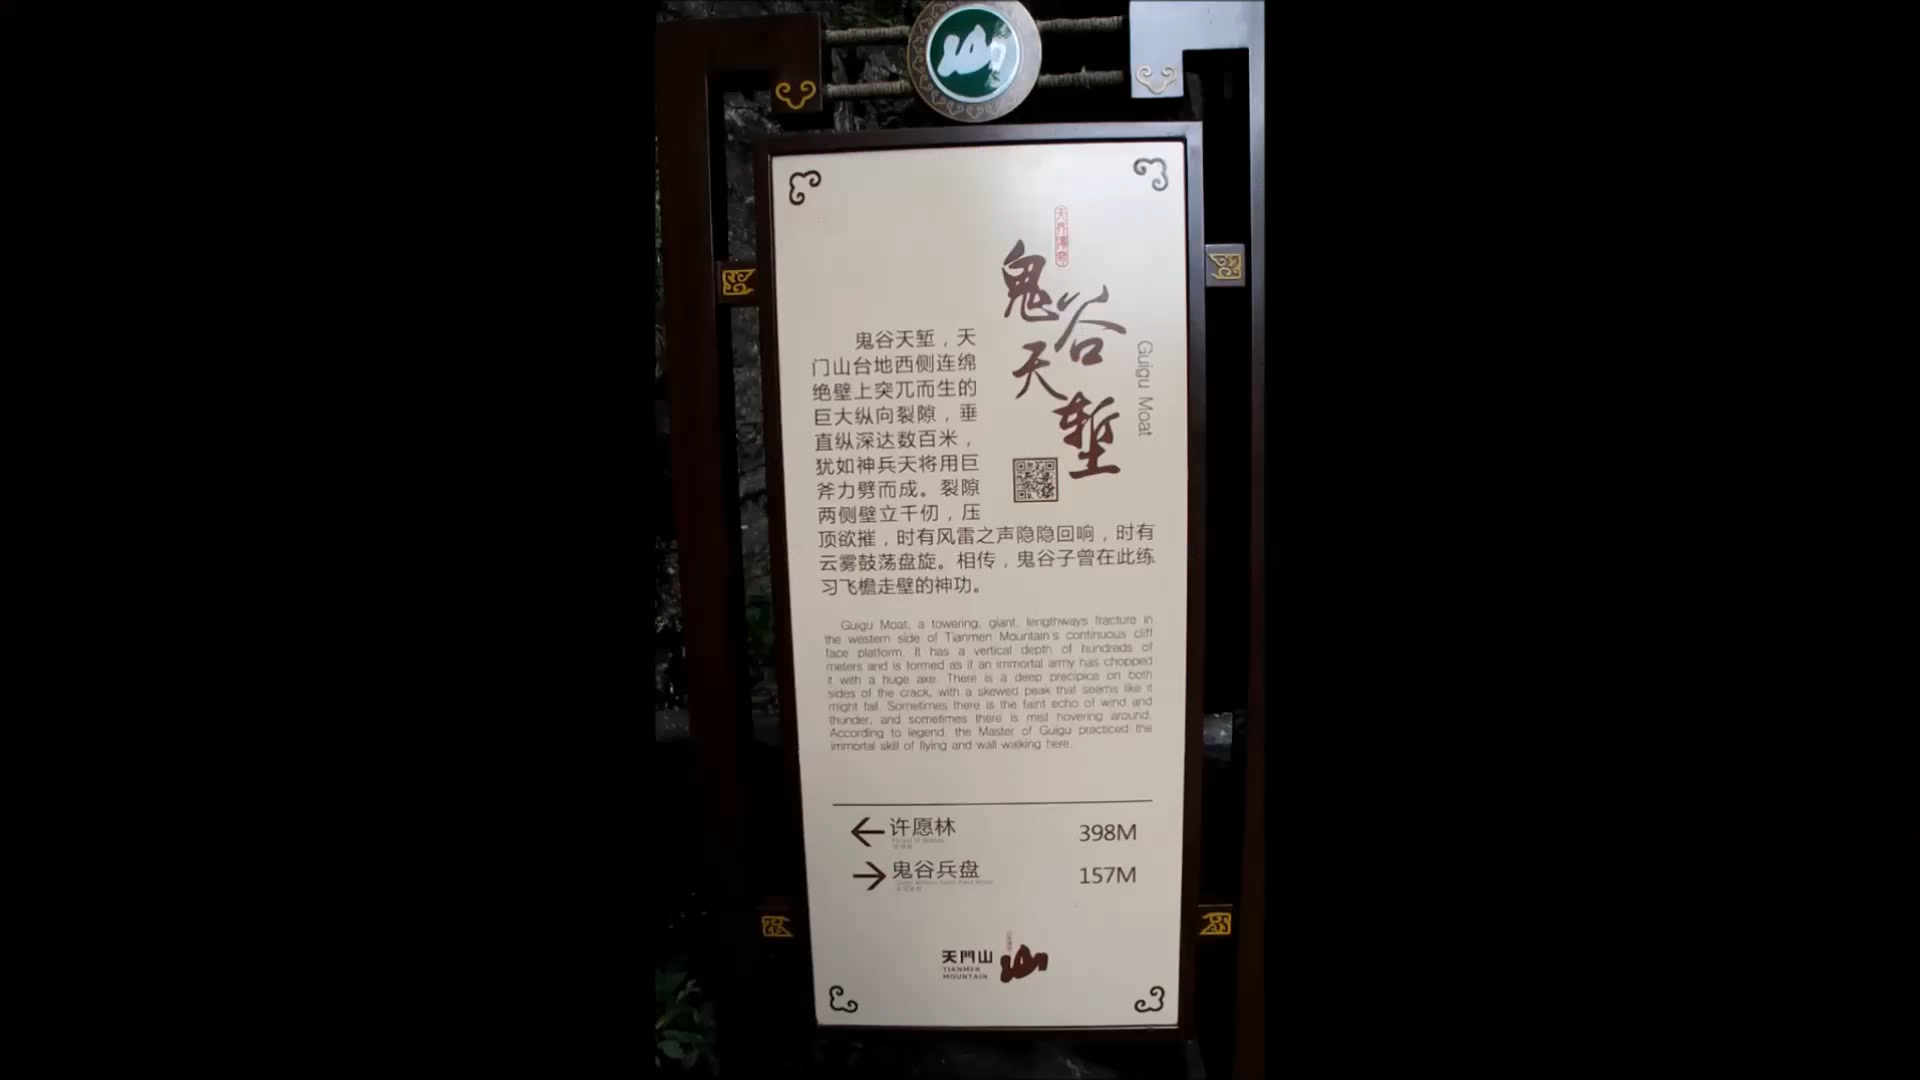 天界傳奇
鬼谷天堑
Guigu Moat
鬼谷天堑，天
门山台地西侧连绵
绝壁上突兀而生的
巨大纵向裂隙，垂
直纵深达数百米，
犹如神兵天将用巨
斧力劈而成。裂隙
两侧壁立千仞，压
顶欲摧，时有风雷之声隐隐回响，时有
云雾鼓荡盘旋。相传，鬼谷子曾在此练
习飞檐走壁的神功。
Guigu Moat, a towering, giant, lengthways fracture in
the western side of Tianmen Mountain's continuous cliff
face platform. It has a vertical depth of hundreds of
meters and is formed as if an immortal army has chopped
it with a huge axe. There is a deep precipice on both
sides of the crack, with a skewed peak that seems like it
might fall. Sometimes there is the faint echo of wind and
thunder, and sometimes there is mist hovering around.
According to legend, the Master of Guigu practiced the
immortal skill of flying and wall walking here.
许愿林 398M
鬼谷兵盘 157M
天門山
TIANMEN
MOUNTAIN